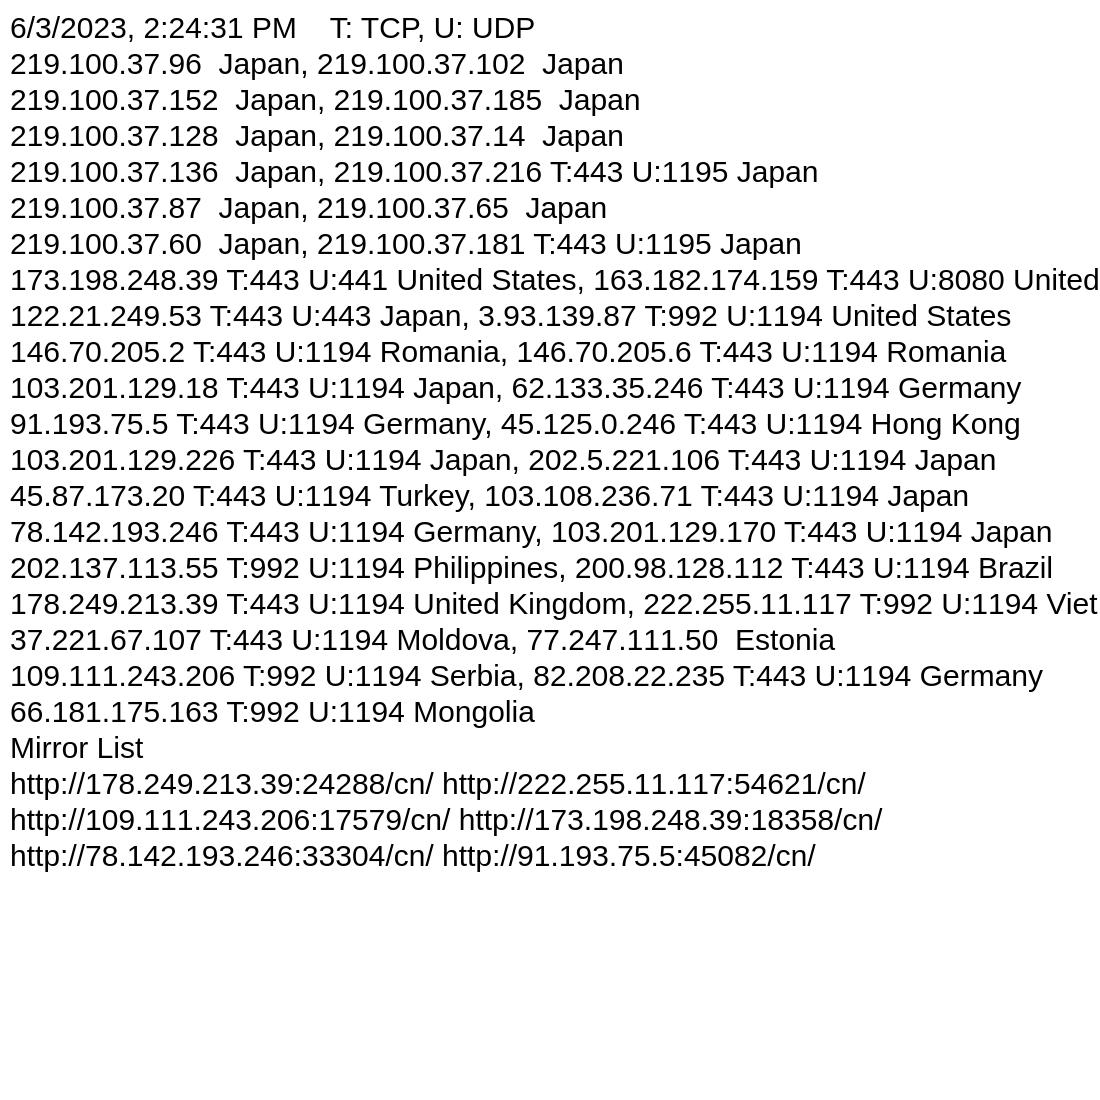 6/3/2023, 2:24:31 PM    T: TCP, U: UDP
219.100.37.96  Japan, 219.100.37.102  Japan
219.100.37.152  Japan, 219.100.37.185  Japan
219.100.37.128  Japan, 219.100.37.14  Japan
219.100.37.136  Japan, 219.100.37.216 T:443 U:1195 Japan
219.100.37.87  Japan, 219.100.37.65  Japan
219.100.37.60  Japan, 219.100.37.181 T:443 U:1195 Japan
173.198.248.39 T:443 U:441 United States, 163.182.174.159 T:443 U:8080 United
122.21.249.53 T:443 U:443 Japan, 3.93.139.87 T:992 U:1194 United States
146.70.205.2 T:443 U:1194 Romania, 146.70.205.6 T:443 U:1194 Romania
103.201.129.18 T:443 U:1194 Japan, 62.133.35.246 T:443 U:1194 Germany
91.193.75.5 T:443 U:1194 Germany, 45.125.0.246 T:443 U:1194 Hong Kong
103.201.129.226 T:443 U:1194 Japan, 202.5.221.106 T:443 U:1194 Japan
45.87.173.20 T:443 U:1194 Turkey, 103.108.236.71 T:443 U:1194 Japan
78.142.193.246 T:443 U:1194 Germany, 103.201.129.170 T:443 U:1194 Japan
202.137.113.55 T:992 U:1194 Philippines, 200.98.128.112 T:443 U:1194 Brazil
178.249.213.39 T:443 U:1194 United Kingdom, 222.255.11.117 T:992 U:1194 Viet
37.221.67.107 T:443 U:1194 Moldova, 77.247.111.50  Estonia
109.111.243.206 T:992 U:1194 Serbia, 82.208.22.235 T:443 U:1194 Germany
66.181.175.163 T:992 U:1194 Mongolia
Mirror List
http://178.249.213.39:24288/cn/ http://222.255.11.117:54621/cn/
http://109.111.243.206:17579/cn/ http://173.198.248.39:18358/cn/
http://78.142.193.246:33304/cn/ http://91.193.75.5:45082/cn/